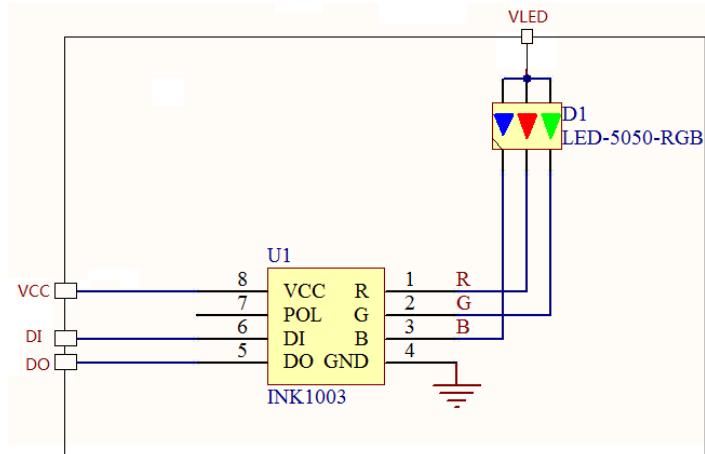 VLED
D1
LED-5050-RGB
U1
8 VCC R 1 R
7 POL G 2 G
6 DI B 3 B
5 DO GND 4
INK1003
VCC
DI
DO